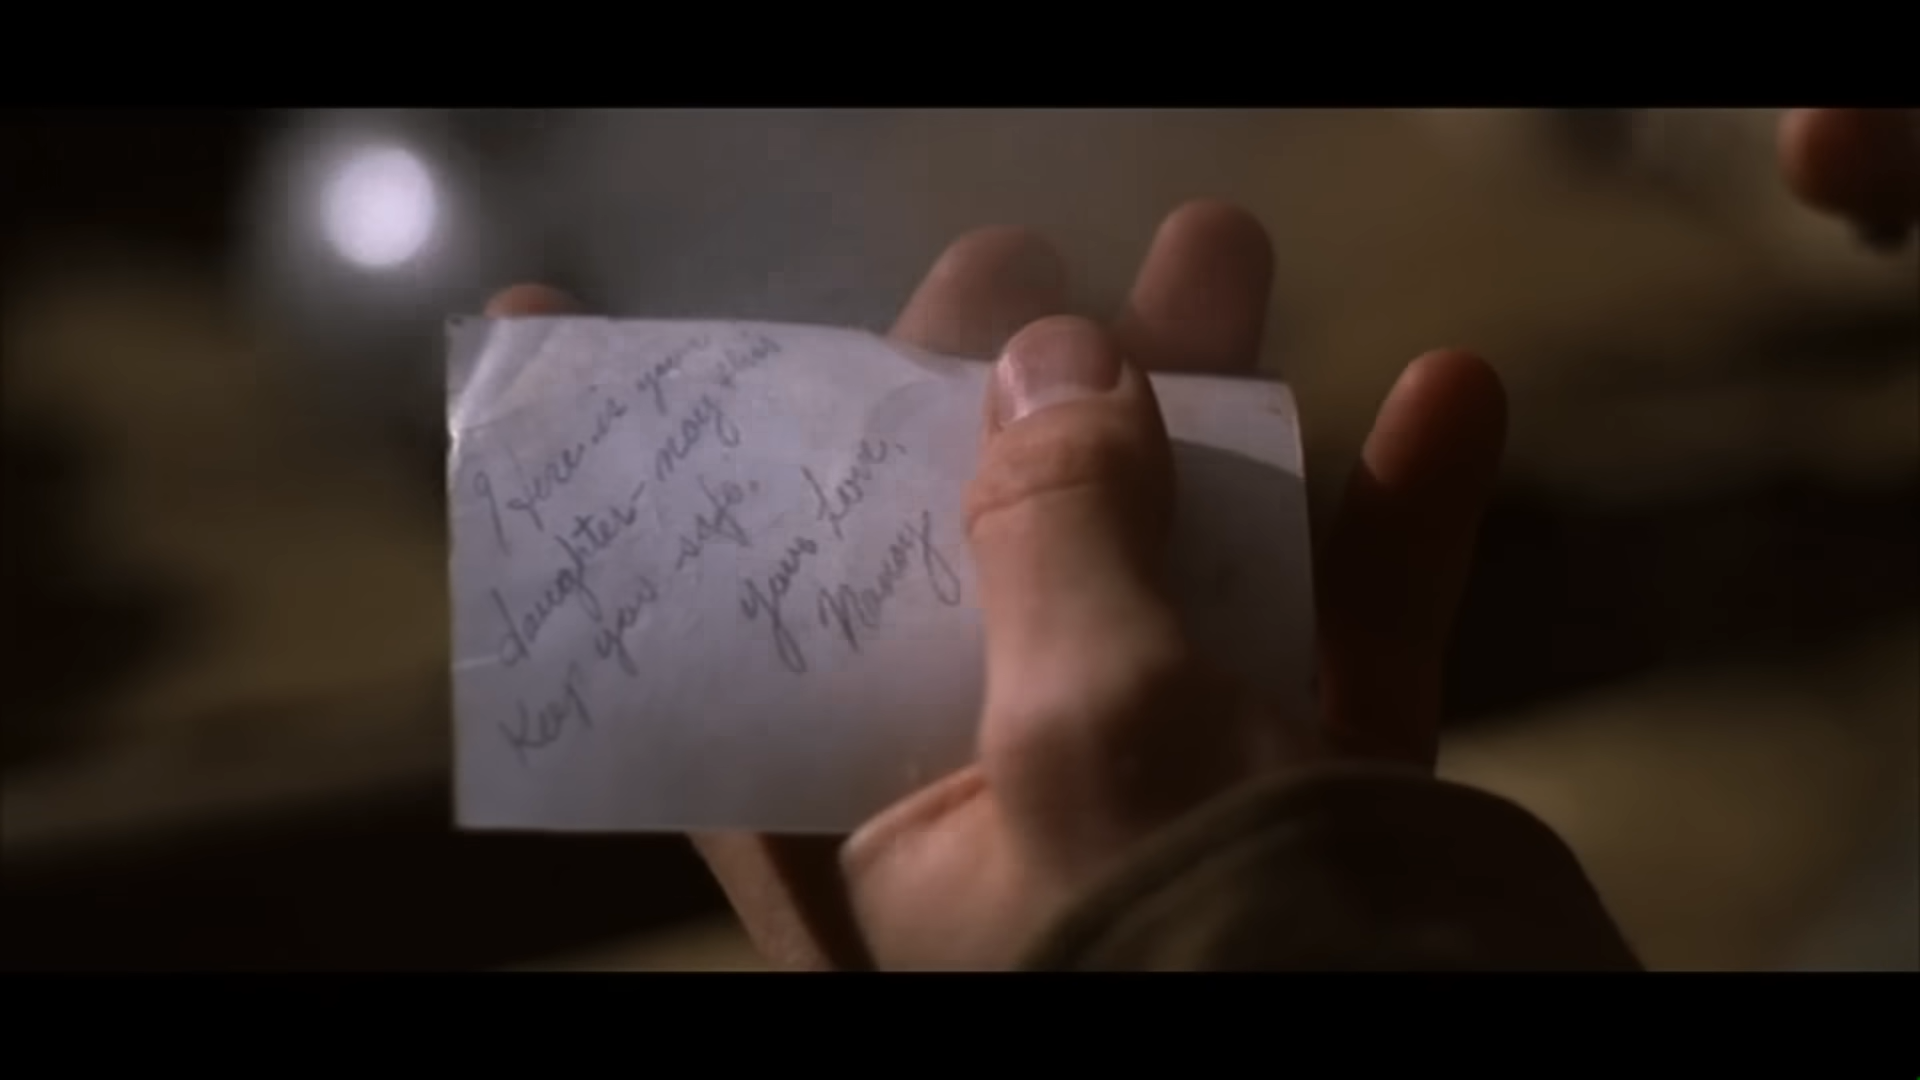 Here is your
daughter - may this
keep you safe.
your love,
Nancy